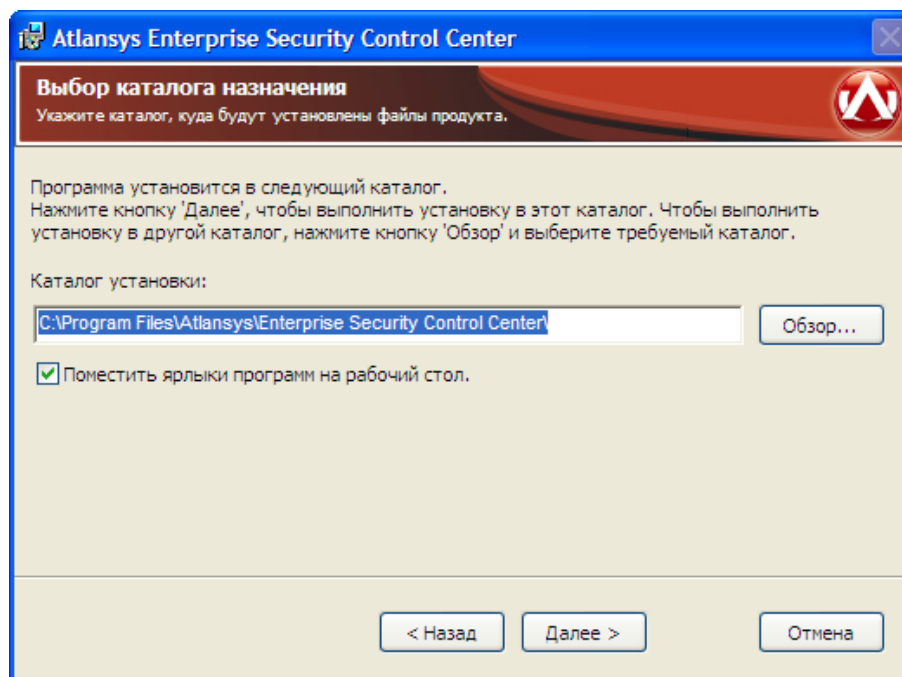 Atlansys Enterprise Security Control Center
Выбор каталога назначения
Укажите каталог, куда будут установлены файлы продукта.
Программа установится в следующий каталог.
Нажмите кнопку 'Далее', чтобы выполнить установку в этот каталог. Чтобы выполнить
установку в другой каталог, нажмите кнопку 'Обзор' и выберите требуемый каталог.
Каталог установки:
C:\Program Files\Atlansys\Enterprise Security Control Center\
Обзор...
Поместить ярлыки программ на рабочий стол.
< Назад
Далее >
Отмена